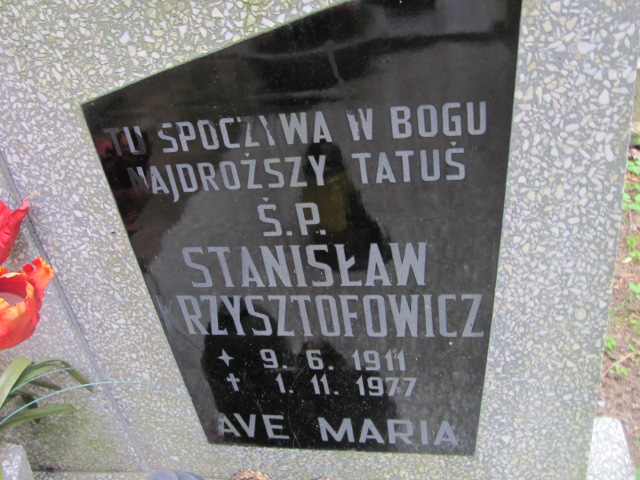 TU SPOCZYWA W BOGU
NAJDROŻSZY TATUŚ
Ś.P.
STANISŁAW
KRZYSZTOFOWICZ
9. 6. 1911
✝ 1. 11. 1977
AVE MARIA